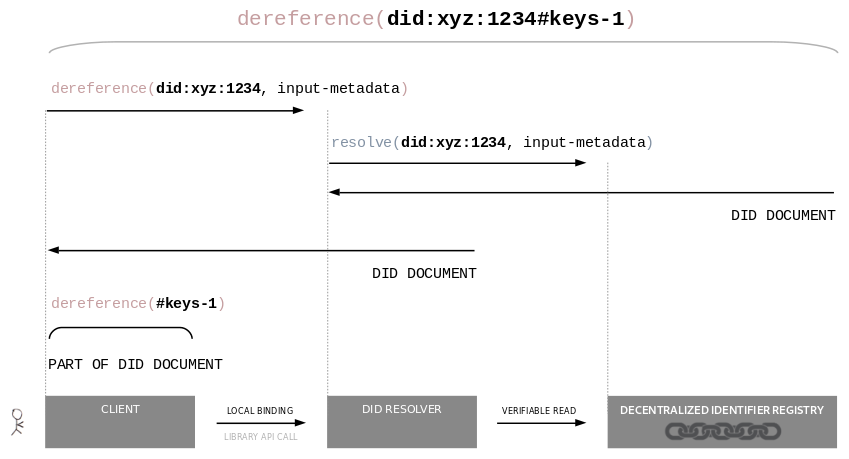 dereference(did:xyz:1234#keys-1)
dereference(did:xyz:1234, input-metadata)
resolve(did:xyz:1234, input-metadata)
DID DOCUMENT
DID DOCUMENT
dereference(#keys-1)
PART OF DID DOCUMENT
CLIENT
LOCAL BINDING
LIBRARY API CALL
DID RESOLVER
VERIFIABLE READ
DECENTRALIZED IDENTIFIER REGISTRY